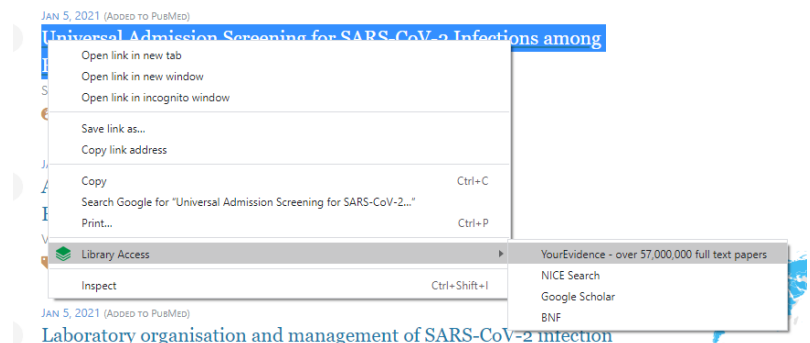 JAN 5, 2021 (ADDED TO PUBMED)
Universal Admission Screening for SARS-CoV-2 Infections among
Open link in new tab
Open link in new window
Open link in incognito window
Save link as...
Copy link address
Copy Ctrl+C
Search Google for "Universal Admission Screening for SARS-CoV-2..."
Print... Ctrl+P
Library Access
YourEvidence - over 57,000,000 full text papers
NICE Search
Google Scholar
BNF
Inspect Ctrl+Shift+I
JAN 5, 2021 (ADDED TO PUBMED)
Laboratory organisation and management of SARS-CoV-2 infection